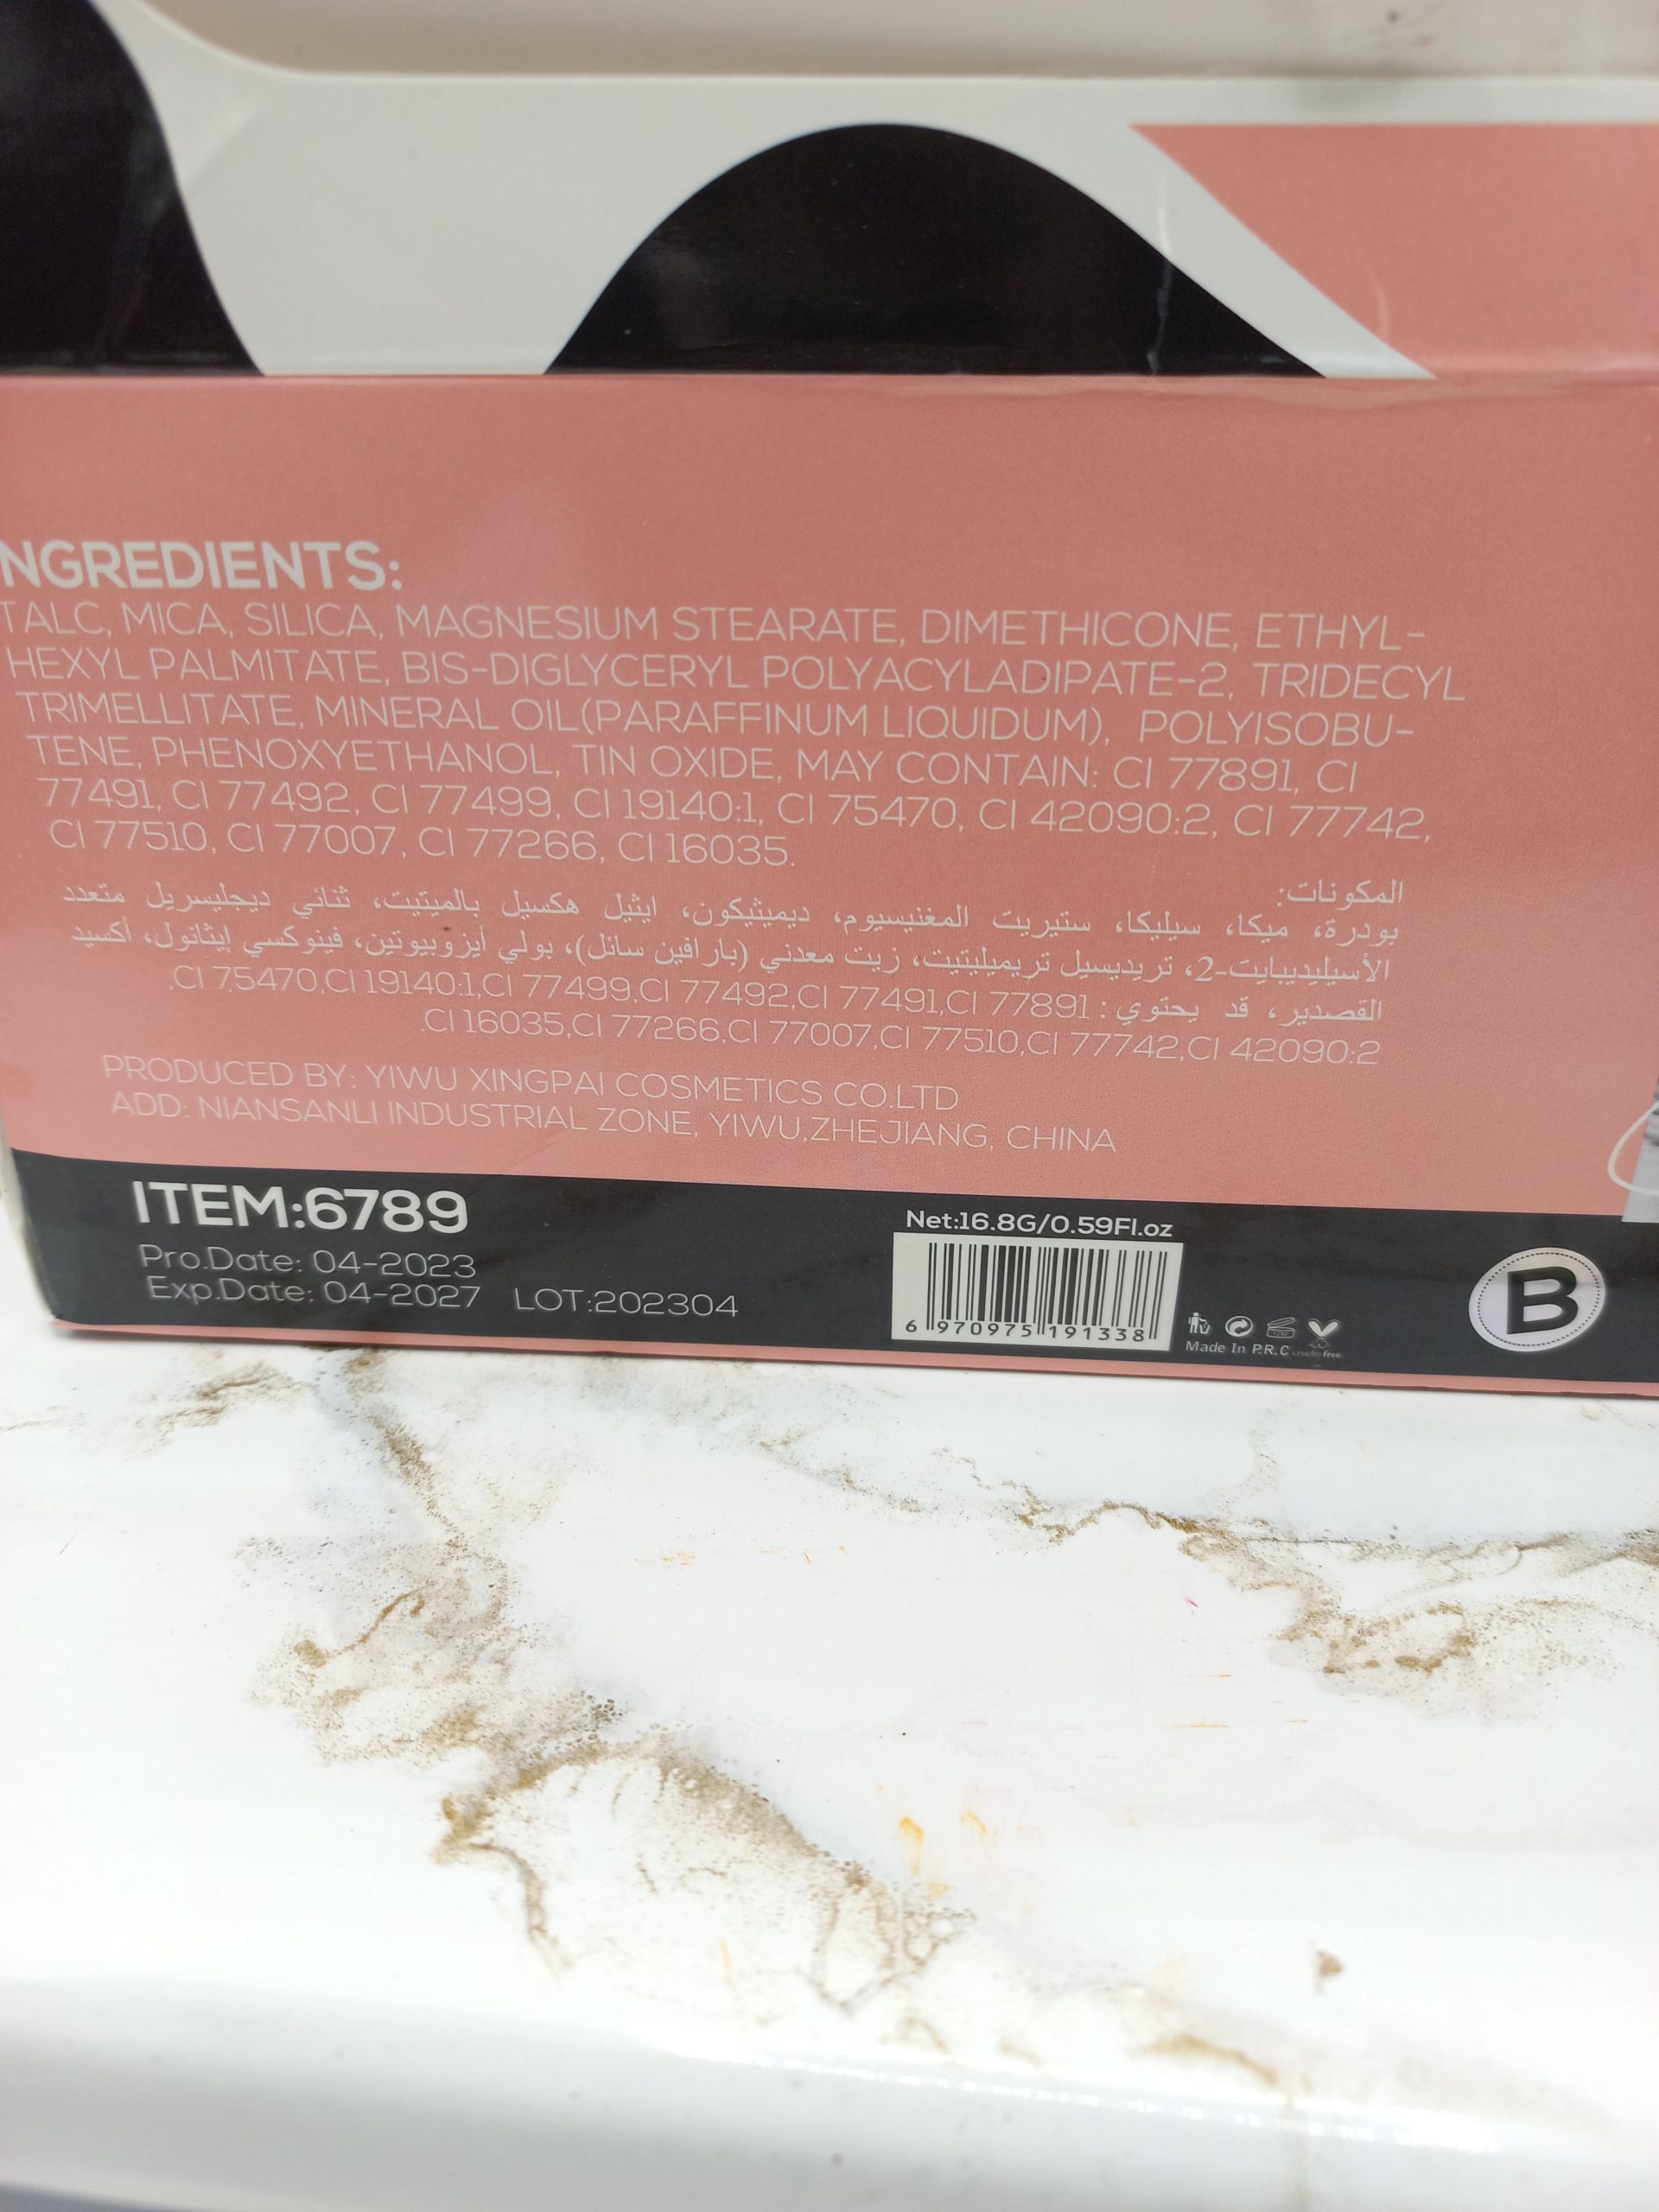 NGREDIENTS:
TALC, MICA, SILICA, MAGNESIUM STEARATE, DIMETHICONE, ETHYL-
HEXYL PALMITATE, BIS-DIGLYCERYL POLYACYLADIPATE-2, TRIDECYL
TRIMELLITATE, MINERAL OIL(PARAFFINUM LIQUIDUM), POLYISOBU-
TENE, PHENOXYETHANOL, TIN OXIDE, MAY CONTAIN: CI 77891, CI
77491, CI 77492, CI 77499, CI 19140:1, CI 75470, CI 42090:2, CI 77742,
CI 77510, CI 77007, CI 77266, CI 16035.
المكونات:
بودرة، ميكا، سيليكا، ستيريت المغنيسيوم، ديميثيكون، ايثيل هكسيل بالميتيت، ثنائي ديجليسريل متعدد
الأسيليديبايت-2، تريديسيل تريميليتيت، زيت معدني (بارافين سائل)، بولي أيزوبيوتين، فينوكسي إيثانول، أكسيد
القصدير، قد يحتوي : CI 75470,CI 19140:1,CI 77499,CI 77492,CI 77491,CI 77891,
.CI 16035,CI 77266,CI 77007,CI 77510,CI 77742,CI 42090:2
PRODUCED BY: YIWU XINGPAI COSMETICS CO.LTD
ADD: NIANSANLI INDUSTRIAL ZONE, YIWU,ZHEJIANG, CHINA
ITEM:6789
Pro.Date: 04-2023
Exp.Date: 04-2027 LOT:202304
Net:16.8G/0.59Fl.oz
6 970975 191338
Made In P.R.C
cruelty free
B